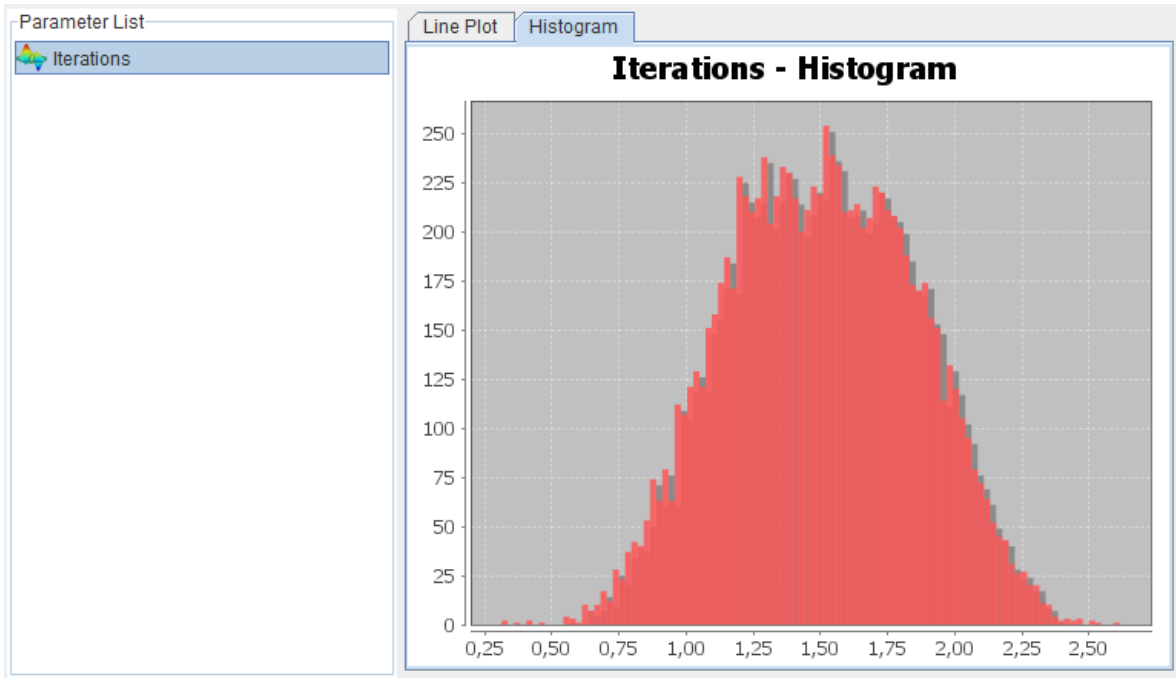 Parameter List
Iterations
Line Plot
Histogram
Iterations - Histogram
250
225
200
175
150
125
100
75
50
25
0
0,25 0,50 0,75 1,00 1,25 1,50 1,75 2,00 2,25 2,50